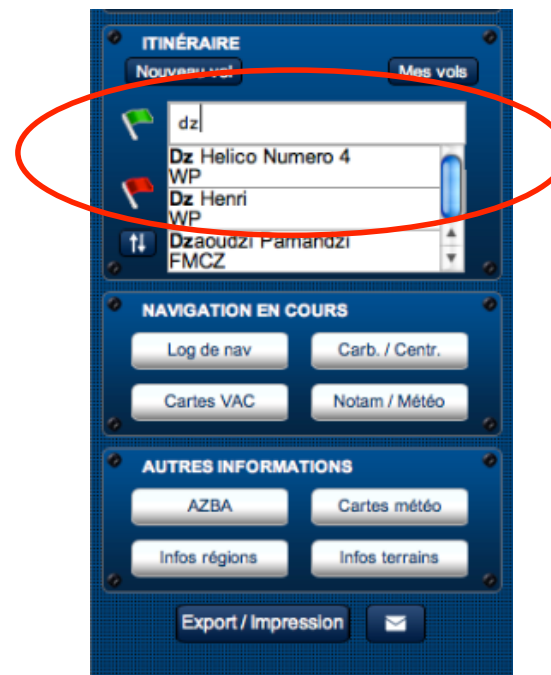 ITINÉRAIRE
Nouveau vol Mes vols
dz
Dz Helico Numero 4
WP
Dz Henri
WP
Dzaoudzi Pamandzi
FMCZ
NAVIGATION EN COURS
Log de nav Carb. / Centr.
Cartes VAC Notam / Météo
AUTRES INFORMATIONS
AZBA Cartes météo
Infos régions Infos terrains
Export / Impression